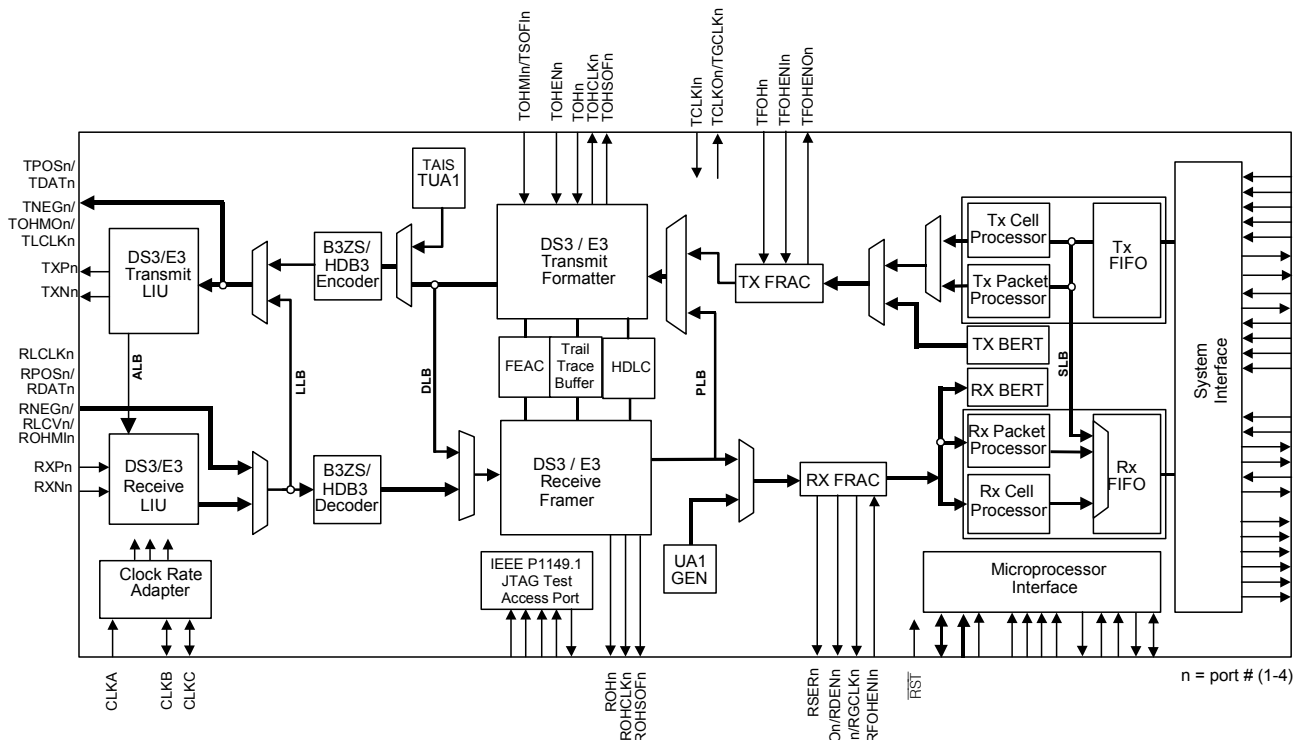 TOHMIn/TSOFIn
TOHENn
TOHn
TOHCLKn
TOHSOFn
TCLKIn
TCLKOn/TGCLKn
TFOHn
TFOHENIn
TFOHENOn
TPOSn/
TDATn
TNEGn/
TOHMOn/
TLCLKn
TXPn
TXNn
RLCLKn
RPOSn/
RDATn
RNEGn/
RLCVn/
ROHMIn
RXPn
RXNn
DS3/E3
Transmit
LIU
ALB
DS3/E3
Receive
LIU
Clock Rate
Adapter
CLKA
CLKB
CLKC
LLB
TAIS
TUA1
B3ZS/
HDB3
Encoder
B3ZS/
HDB3
Decoder
DLB
DS3 / E3
Transmit
Formatter
FEAC
Trail
Trace
Buffer
HDLC
DS3 / E3
Receive
Framer
IEEE P1149.1
JTAG Test
Access Port
ROHn
ROHCLKn
ROHSOFn
PLB
UA1
GEN
TX FRAC
RX FRAC
RSERn
On/RDENn
n/RGCLKn
RFOHENIn
Tx Cell
Processor
Tx Packet
Processor
Tx
FIFO
TX BERT
RX BERT
SLB
Rx Packet
Processor
Rx Cell
Processor
Rx
FIFO
Microprocessor
Interface
RST
System
Interface
n = port # (1-4)